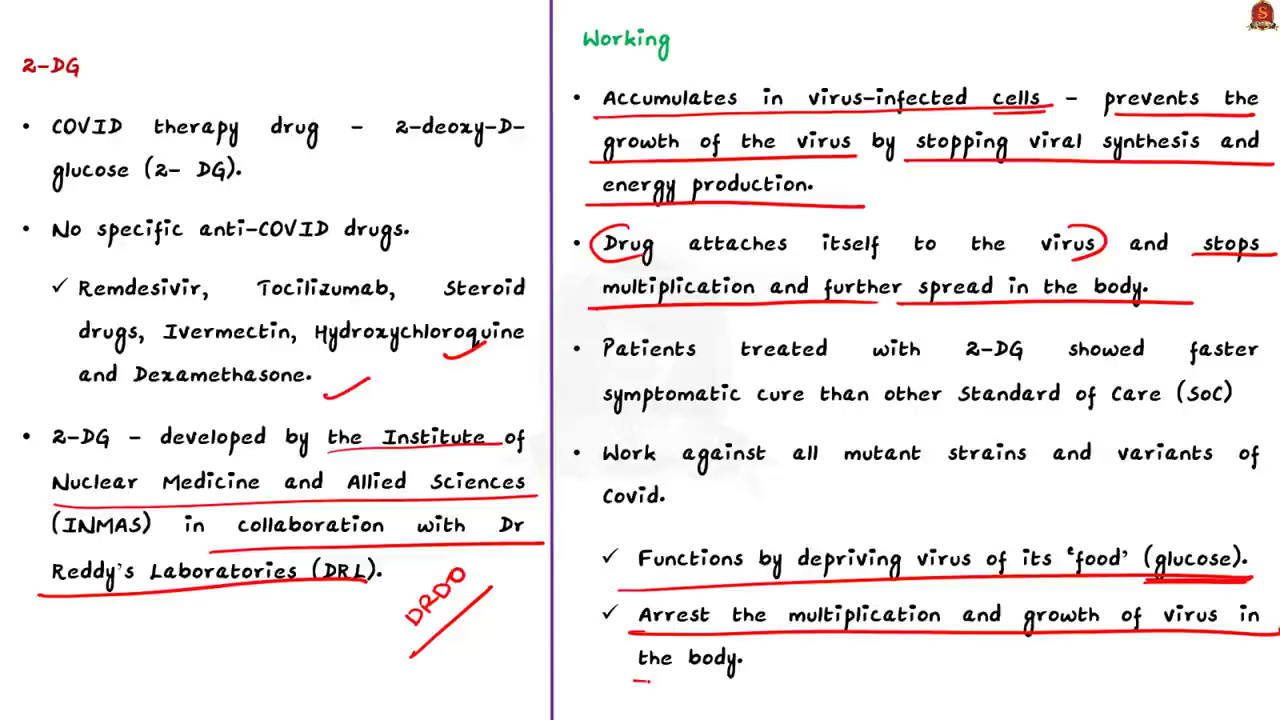 2-DG
• COVID therapy drug - 2-deoxy-D-
glucose (2- DG).
• No specific anti-COVID drugs.
✓ Remdesivir, Tocilizumab, Steroid
drugs, Ivermectin, Hydroxychloroquine
and Dexamethasone.
• 2-DG - developed by the Institute of
Nuclear Medicine and Allied Sciences
(INMAS) in collaboration with Dr
Reddy's Laboratories (DRL).
DRDO
Working
• Accumulates in virus-infected cells - prevents the
growth of the virus by stopping viral synthesis and
energy production.
• Drug attaches itself to the virus and stops
multiplication and further spread in the body.
• Patients treated with 2-DG showed faster
symptomatic cure than other Standard of Care (SoC)
• Work against all mutant strains and variants of
Covid.
✓ Functions by depriving virus of its 'food' (glucose).
✓ Arrest the multiplication and growth of virus in
the body.